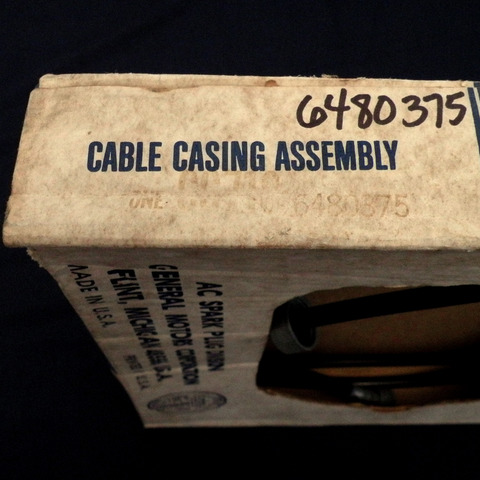 6480375
CABLE CASING ASSEMBLY
ONE 6480375
AC SPARK PLUG DIVISION
GENERAL MOTORS CORPORATION
FLINT, MICHIGAN U.S.A.
MADE IN U.S.A.